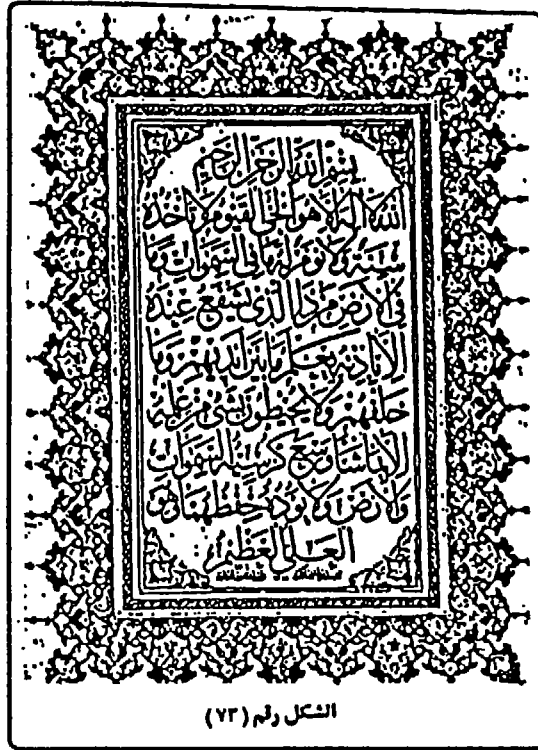 بسم الله الرحمن الرحيم
الله لا إله إلا هو الحي القيوم لا تأخذه
سنة ولا نوم له ما في السموات وما
في الأرض من ذا الذي يشفع عنده
إلا بإذنه يعلم ما بين أيديهم وما
خلفهم ولا يحيطون بشيء من علمه
إلا بما شاء وسع كرسيه السموات
والأرض ولا يؤده حفظهما وهو
العلي العظيم
الشكل رقم (٧٣)